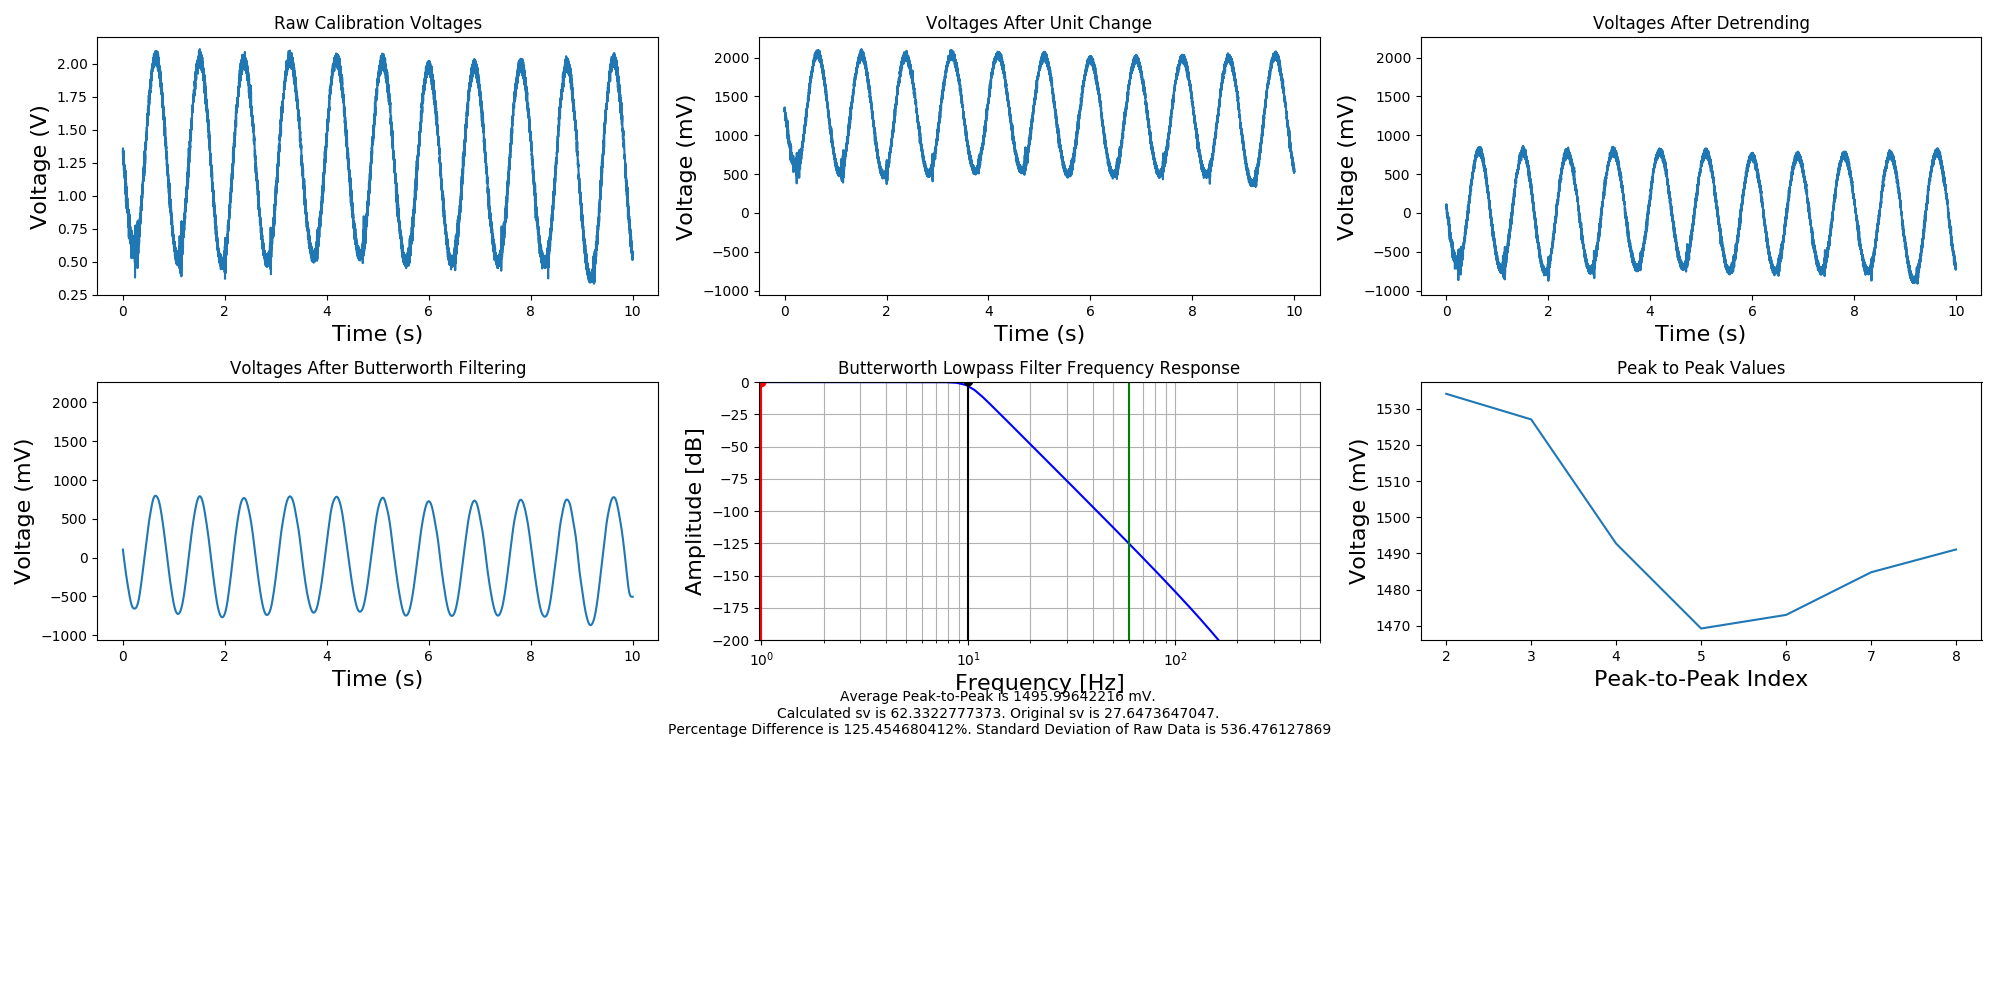 Raw Calibration Voltages
Voltage (V)
2.00
1.75
1.50
1.25
1.00
0.75
0.50
0.25
0 2 4 6 8 10
Time (s)
Voltages After Unit Change
Voltage (mV)
2000
1500
1000
500
0
−500
−1000
0 2 4 6 8 10
Time (s)
Voltages After Detrending
Voltage (mV)
2000
1500
1000
500
0
−500
−1000
0 2 4 6 8 10
Time (s)
Voltages After Butterworth Filtering
Voltage (mV)
2000
1500
1000
500
0
−500
−1000
0 2 4 6 8 10
Time (s)
Butterworth Lowpass Filter Frequency Response
Amplitude [dB]
0
−25
−50
−75
−100
−125
−150
−175
−200
10⁰ 10¹ 10²
Frequency [Hz]
Peak to Peak Values
Voltage (mV)
1530
1520
1510
1500
1490
1480
1470
2 3 4 5 6 7 8
Peak-to-Peak Index
Average Peak-to-Peak is 1495.99642216 mV.
Calculated sv is 62.3322777373. Original sv is 27.6473647047.
Percentage Difference is 125.454680412%. Standard Deviation of Raw Data is 536.476127869